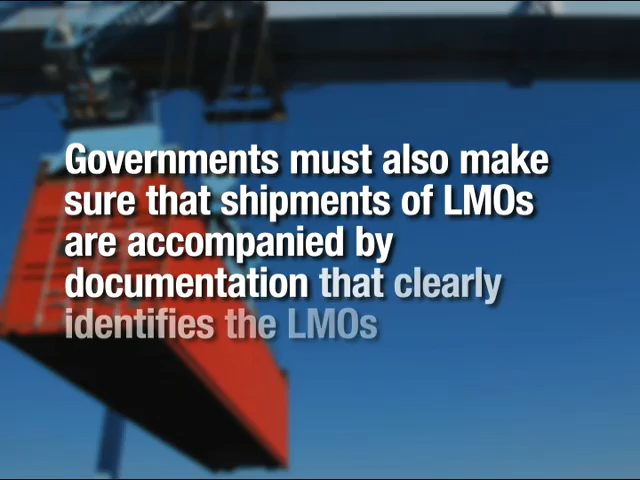 Governments must also make
sure that shipments of LMOs
are accompanied by
documentation that clearly
identifies the LMOs